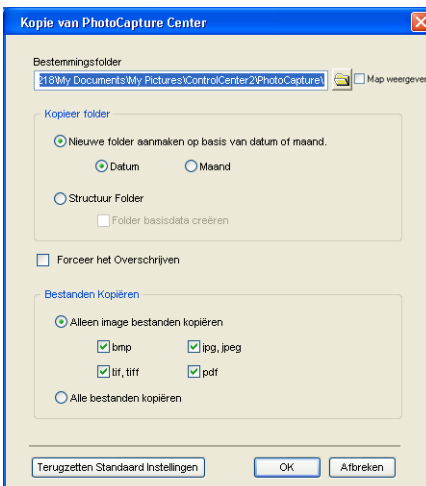 Kopie van PhotoCapture Center
Bestemmingsfolder
218\My Documents\My Pictures\ControlCenter2\PhotoCapture\
Map weergeven
Kopieer folder
Nieuwe folder aanmaken op basis van datum of maand.
Datum Maand
Structuur Folder
Folder basisdata creëren
Forceer het Overschrijven
Bestanden Kopiëren
Alleen image bestanden kopiëren
bmp jpg, jpeg
tif, tiff pdf
Alle bestanden kopiëren
Terugzetten Standaard Instellingen OK Afbreken